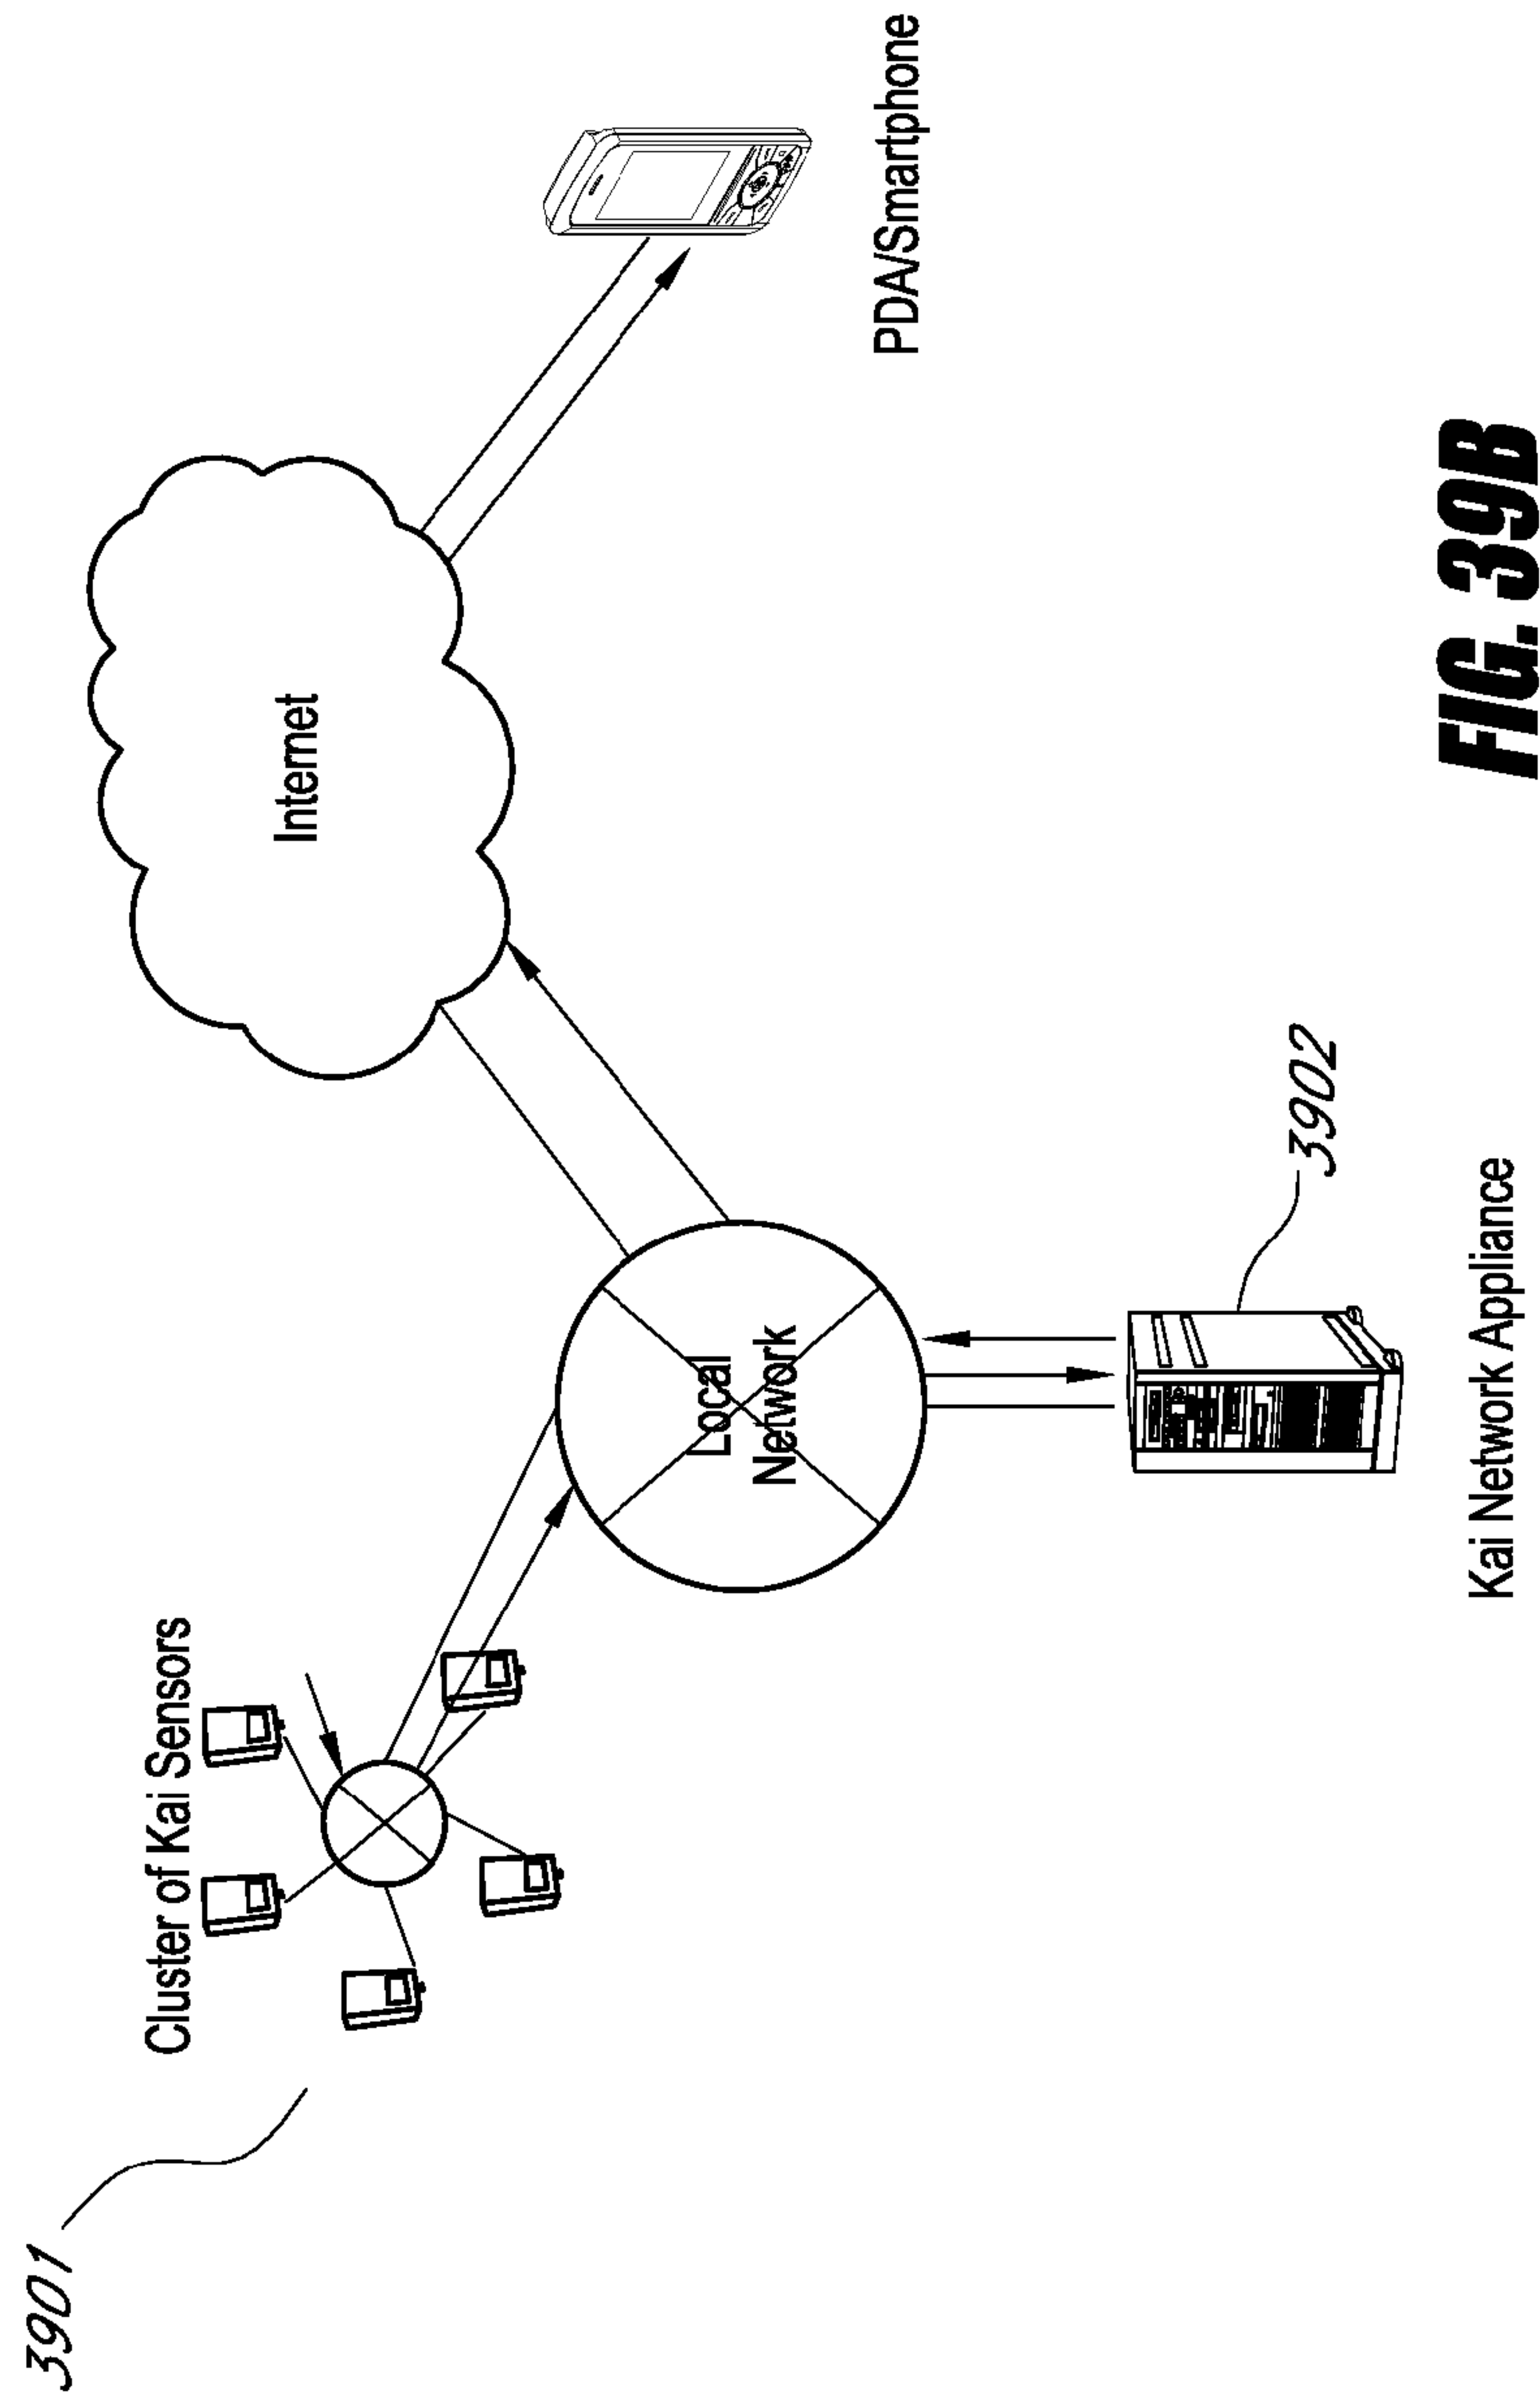 3901
Cluster of Kai Sensors
Internet
Local
Network
PDA/Smartphone
3902
Kai Network Appliance
FIG. 39B